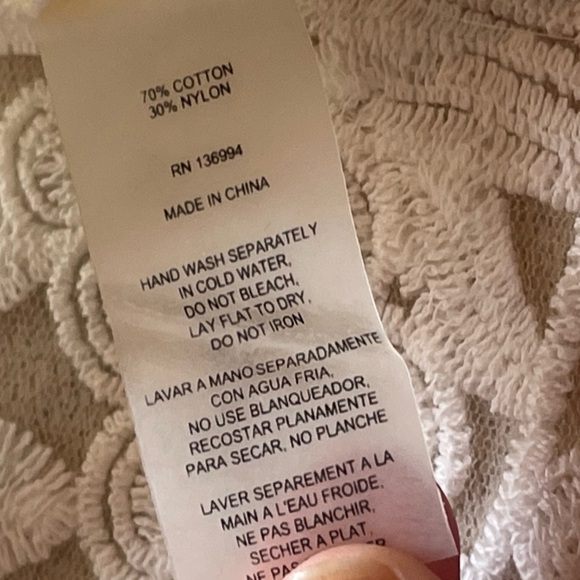 70% COTTON
30% NYLON
RN 136994
MADE IN CHINA
HAND WASH SEPARATELY
IN COLD WATER,
DO NOT BLEACH,
LAY FLAT TO DRY,
DO NOT IRON
LAVAR A MANO SEPARADAMENTE
CON AGUA FRIA,
NO USE BLANQUEADOR,
RECOSTAR PLANAMENTE
PARA SECAR, NO PLANCHE
LAVER SEPAREMENT A LA
MAIN A L'EAU FROIDE,
NE PAS BLANCHIR,
SECHER A PLAT,
NE PAS